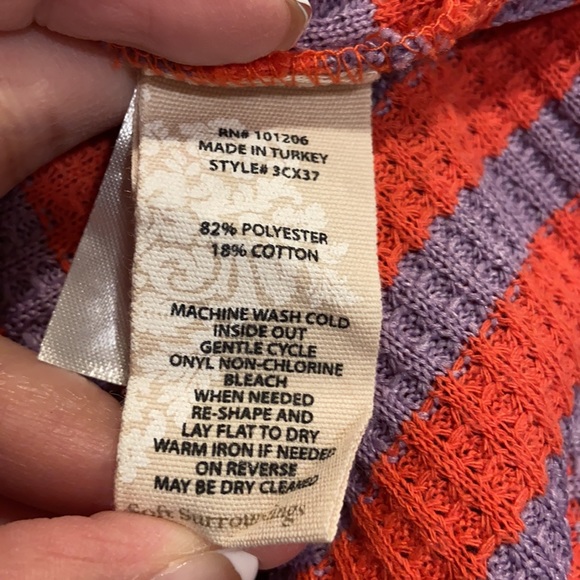 RN# 101206
MADE IN TURKEY
STYLE# 3CX37
82% POLYESTER
18% COTTON
MACHINE WASH COLD
INSIDE OUT
GENTLE CYCLE
ONYL NON-CHLORINE
BLEACH
WHEN NEEDED
RE-SHAPE AND
LAY FLAT TO DRY
WARM IRON IF NEEDED
ON REVERSE
MAY BE DRY CLEANED
Soft Surroundings